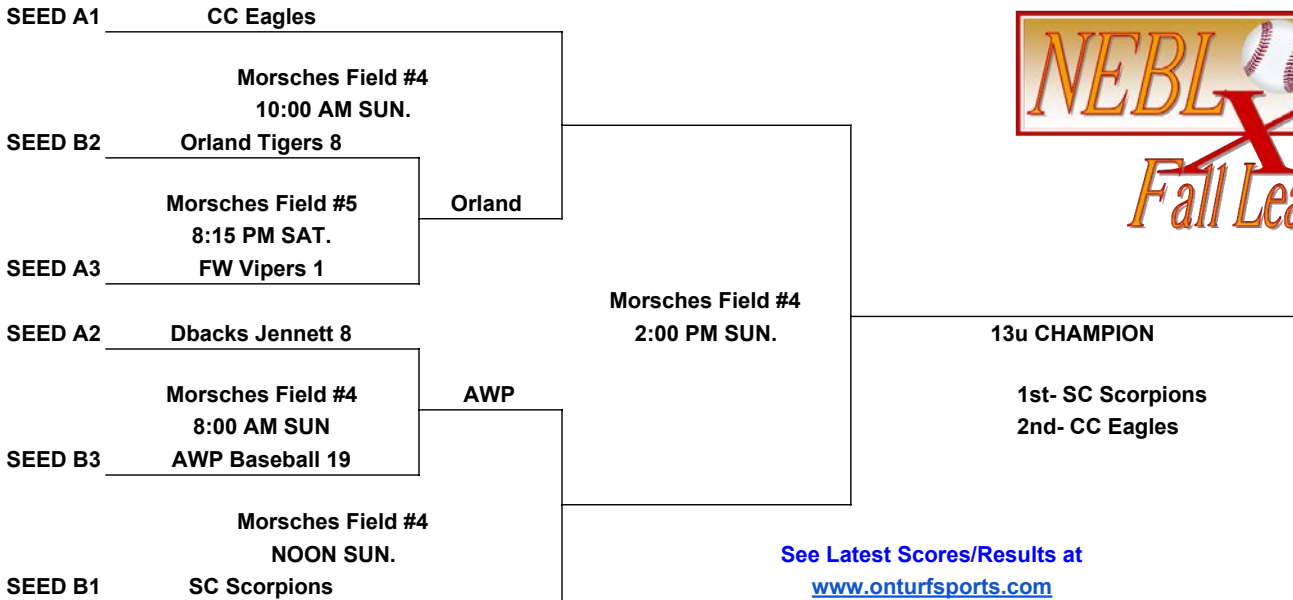 SEED A1 CC Eagles
NEBL
X
Fall Lea
Morsches Field #4
10:00 AM SUN.
SEED B2 Orland Tigers 8
Morsches Field #5 Orland
8:15 PM SAT.
SEED A3 FW Vipers 1
Morsches Field #4
SEED A2 Dbacks Jennett 8 2:00 PM SUN. 13u CHAMPION
Morsches Field #4 AWP 1st- SC Scorpions
8:00 AM SUN 2nd- CC Eagles
SEED B3 AWP Baseball 19
Morsches Field #4
NOON SUN. See Latest Scores/Results at
SEED B1 SC Scorpions www.onturfsports.com